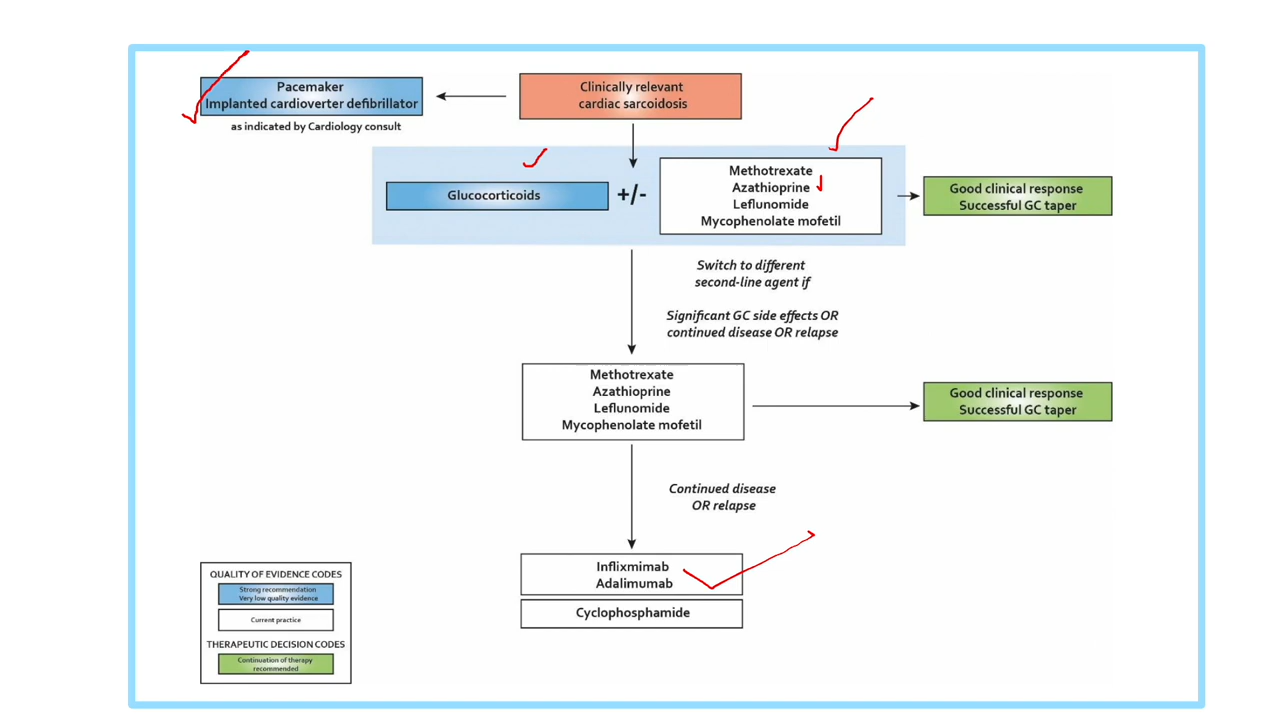 Pacemaker
Implanted cardioverter defibrillator
as indicated by Cardiology consult
Clinically relevant
cardiac sarcoidosis
Glucocorticoids
+/-
Methotrexate
Azathioprine
Leflunomide
Mycophenolate mofetil
Good clinical response
Successful GC taper
Switch to different
second-line agent if
Significant GC side effects OR
continued disease OR relapse
Methotrexate
Azathioprine
Leflunomide
Mycophenolate mofetil
Good clinical response
Successful GC taper
Continued disease
OR relapse
Inflixmimab
Adalimumab
Cyclophosphamide
QUALITY OF EVIDENCE CODES
Strong recommendation
Very low quality evidence
Current practice
THERAPEUTIC DECISION CODES
Continuation of therapy
recommended